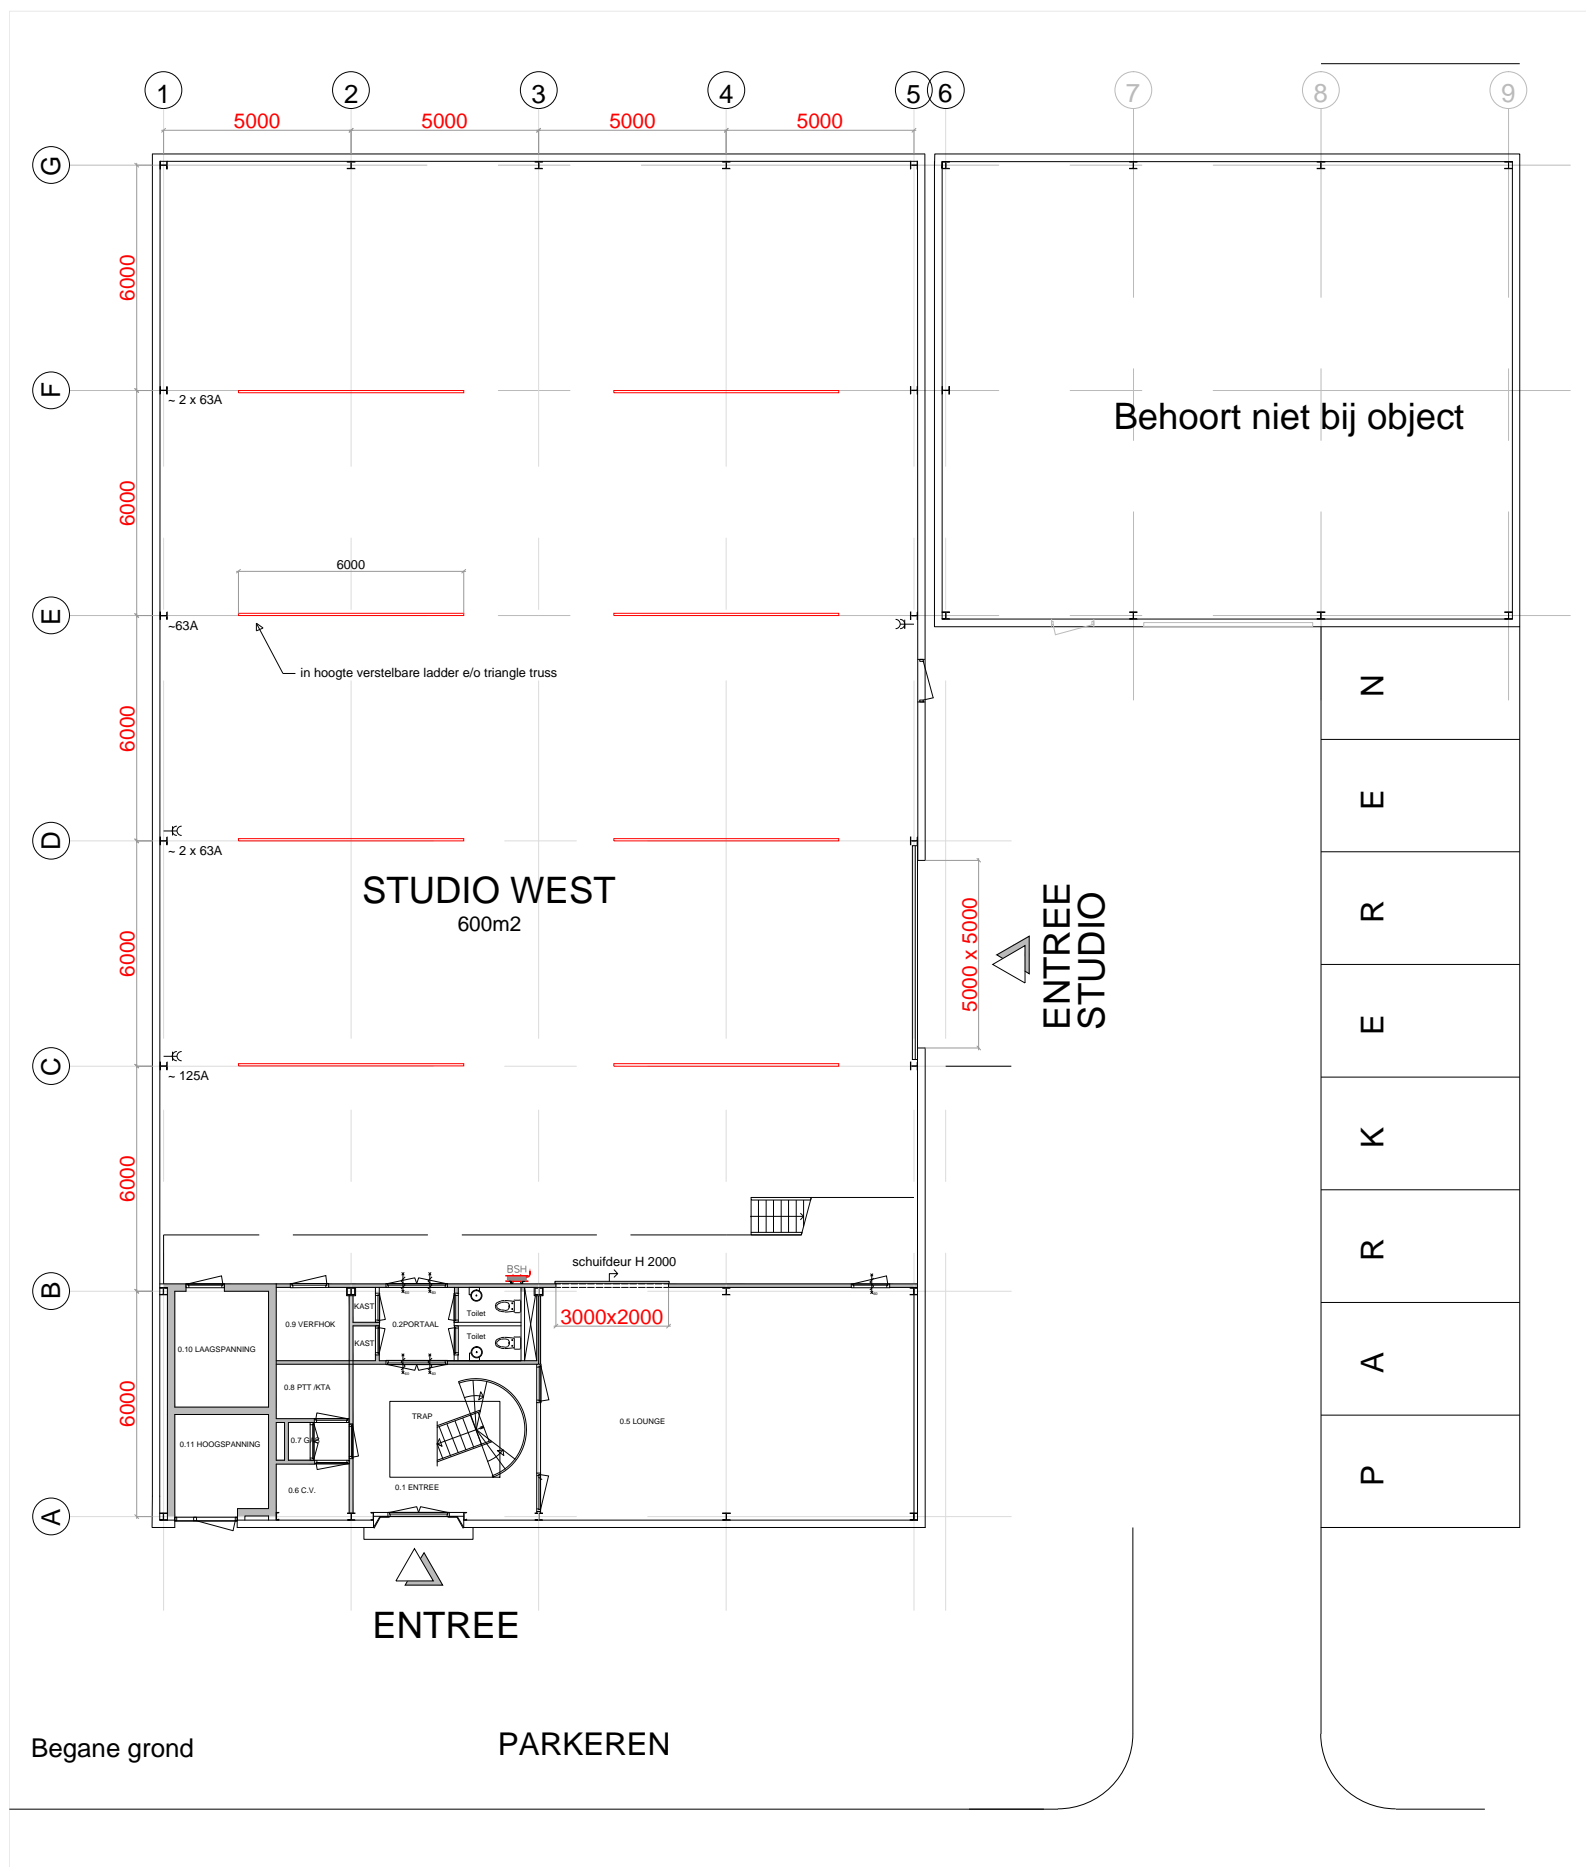 1
2
3
4
5
6
7
8
9
5000
5000
5000
5000
G
6000
F
~ 2 x 63A
Behoort niet bij object
6000
6000
E
~63A
in hoogte verstelbare ladder e/o triangle truss
6000
D
~ 2 x 63A
STUDIO WEST
600m2
6000
5000 x 5000
ENTREE
STUDIO
C
~ 125A
6000
BSH
schuifdeur H 2000
B
3000x2000
KAST
Toilet
0.9 VERFHOK
0.2PORTAAL
KAST
Toilet
0.10 LAAGSPANNING
0.8 PTT /KTA
6000
TRAP
0.5 LOUNGE
0.11 HOOGSPANNING
0.7 GAS
0.6 C.V.
0.1 ENTREE
A
PARKEREN
ENTREE
Begane grond
PARKEREN